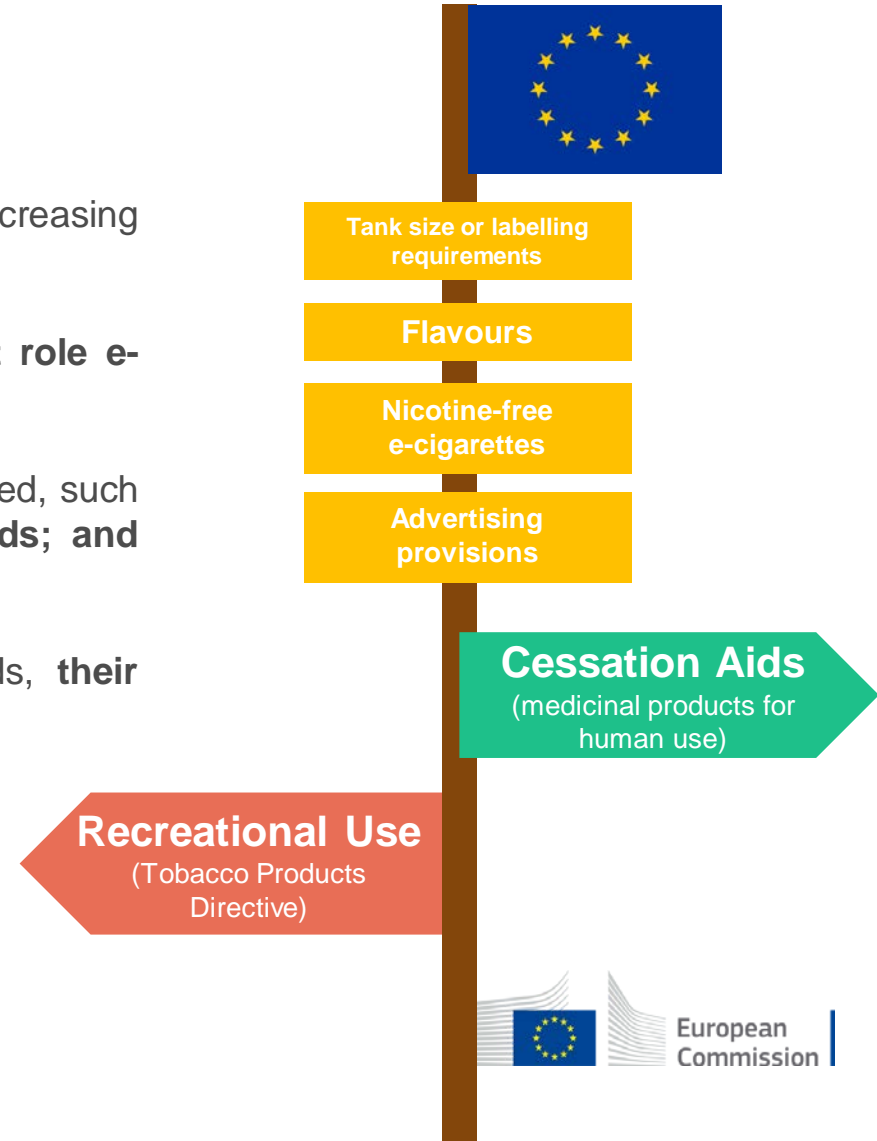 creasing
role e-
ed, such
ds; and
ls, their
Tank size or labelling
requirements
Flavours
Nicotine-free
e-cigarettes
Advertising
provisions
Cessation Aids
(medicinal products for
human use)
Recreational Use
(Tobacco Products
Directive)
European
Commission